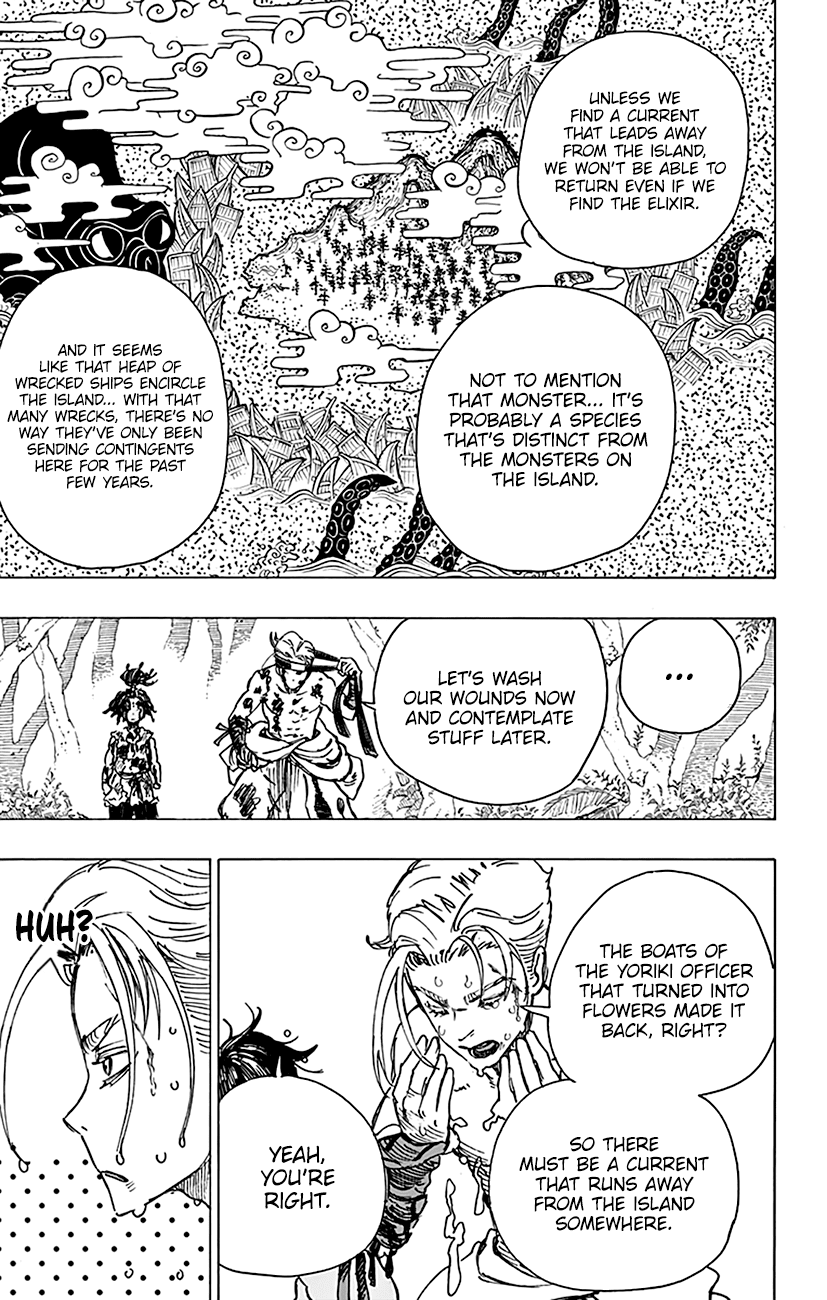 UNLESS WE
FIND A CURRENT
THAT LEADS AWAY
FROM THE ISLAND,
WE WON'T BE ABLE TO
RETURN EVEN IF WE
FIND THE ELIXIR.
NOT TO MENTION
THAT MONSTER... IT'S
PROBABLY A SPECIES
THAT'S DISTINCT FROM
THE MONSTERS ON
THE ISLAND.
AND IT SEEMS
LIKE THAT HEAP OF
WRECKED SHIPS ENCIRCLE
THE ISLAND... WITH THAT
MANY WRECKS, THERE'S NO
WAY THEY'VE ONLY BEEN
SENDING CONTINGENTS
HERE FOR THE PAST
FEW YEARS.
...
LET'S WASH
OUR WOUNDS NOW
AND CONTEMPLATE
STUFF LATER.
THE BOATS OF
THE YORIKI OFFICER
THAT TURNED INTO
FLOWERS MADE IT
BACK, RIGHT?
SO THERE
MUST BE A CURRENT
THAT RUNS AWAY
FROM THE ISLAND
SOMEWHERE.
YEAH,
YOU'RE
RIGHT.
HUH?